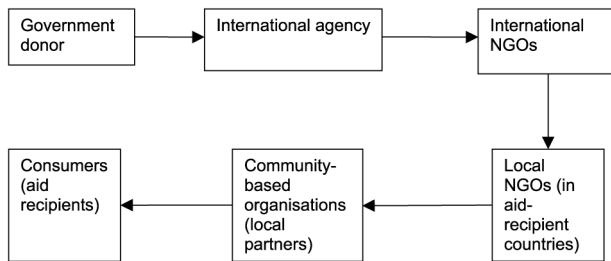 Government
donor
International agency
International
NGOs
Consumers
(aid
recipients)
Community-
based
organisations
(local
partners)
Local
NGOs (in
aid-
recipient
countries)